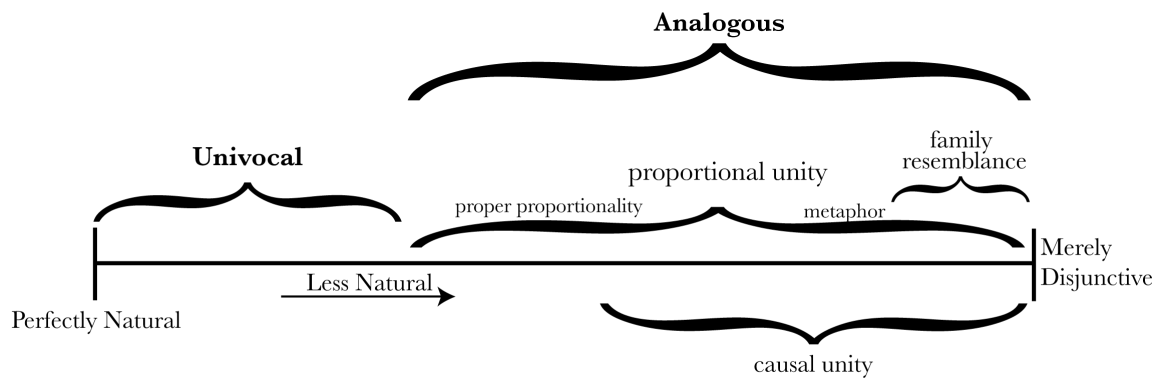 Analogous
family
resemblance
Univocal
proportional unity
proper proportionality
metaphor
Merely
Disjunctive
Less Natural
Perfectly Natural
causal unity